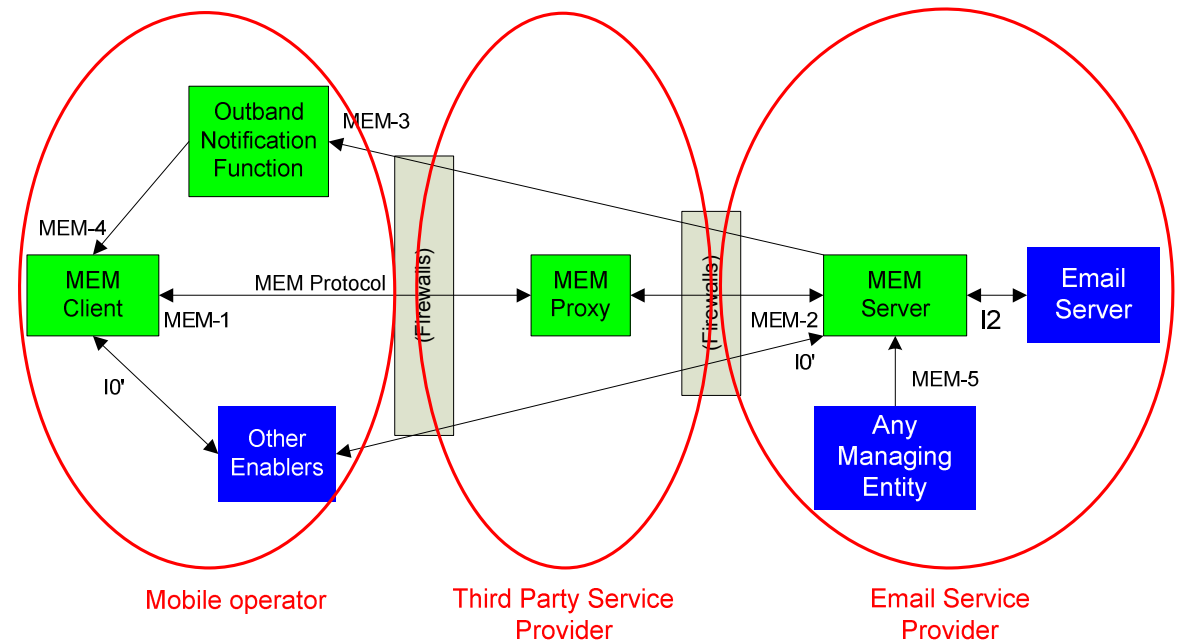 Outband
Notification
Function
MEM-3
MEM-4
MEM
Client
MEM Protocol
MEM-1
(Firewalls)
MEM
Proxy
(Firewalls)
MEM-2
MEM
Server
I2
Email
Server
I0'
I0'
MEM-5
Other
Enablers
Any
Managing
Entity
Mobile operator
Third Party Service
Provider
Email Service
Provider